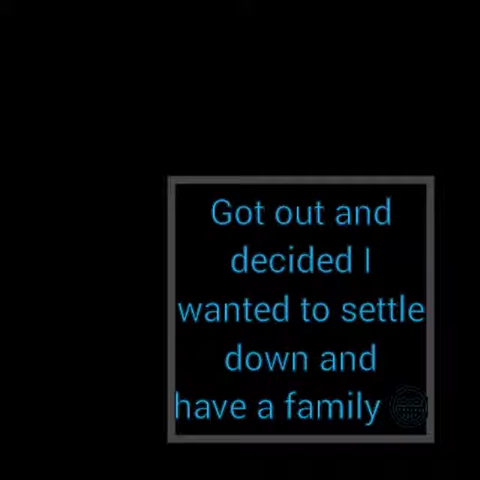 Got out and
decided I
wanted to settle
down and
have a family